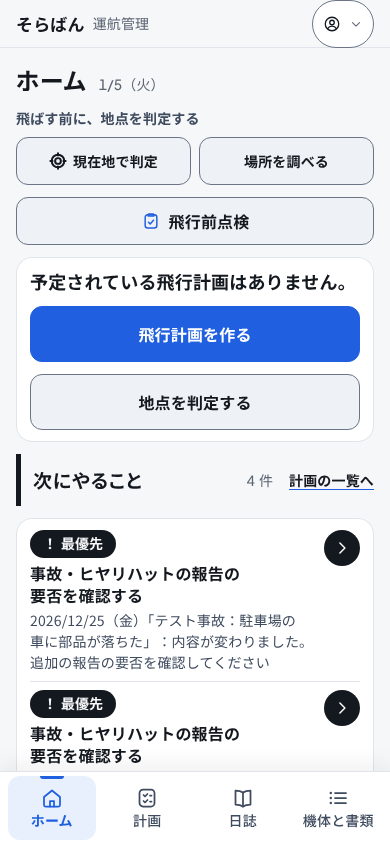 そらばん 運航管理
ホーム 1/5（火）
飛ばす前に、地点を判定する
現在地で判定 場所を調べる
飛行前点検
予定されている飛行計画はありません。
飛行計画を作る
地点を判定する
次にやること 4 件 計画の一覧へ
！ 最優先
事故・ヒヤリハットの報告の
要否を確認する
2026/12/25（金）「テスト事故：駐車場の
車に部品が落ちた」：内容が変わりました。
追加の報告の要否を確認してください
！ 最優先
事故・ヒヤリハットの報告の
要否を確認する
ホーム 計画 日誌 機体と書類